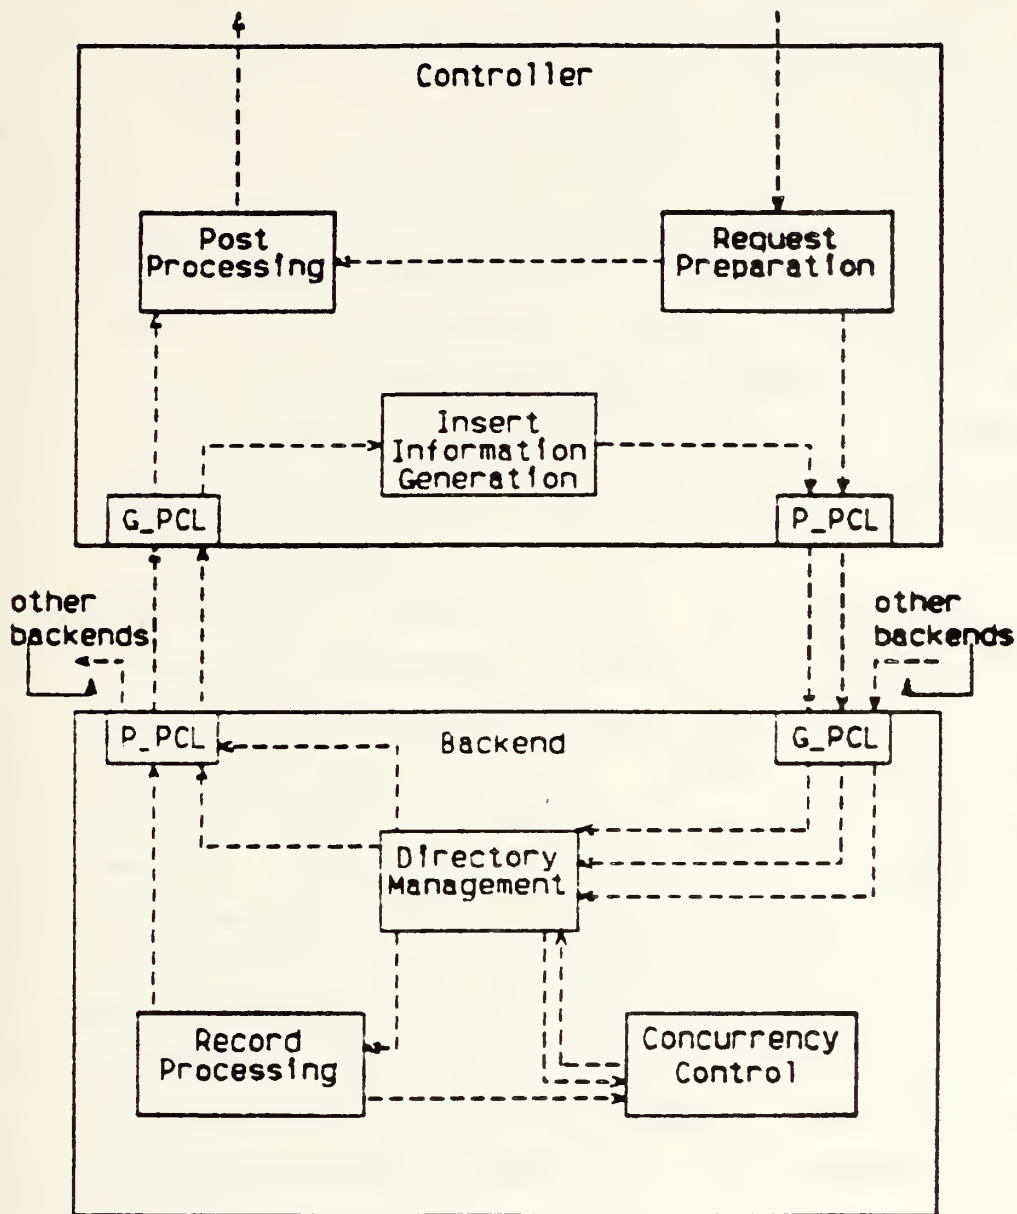 Controller
Post
Processing
Request
Preparation
Insert
Information
Generation
G_PCL
P_PCL
other
backends
other
backends
P_PCL
Backend
G_PCL
Directory
Management
Record
Processing
Concurrency
Control